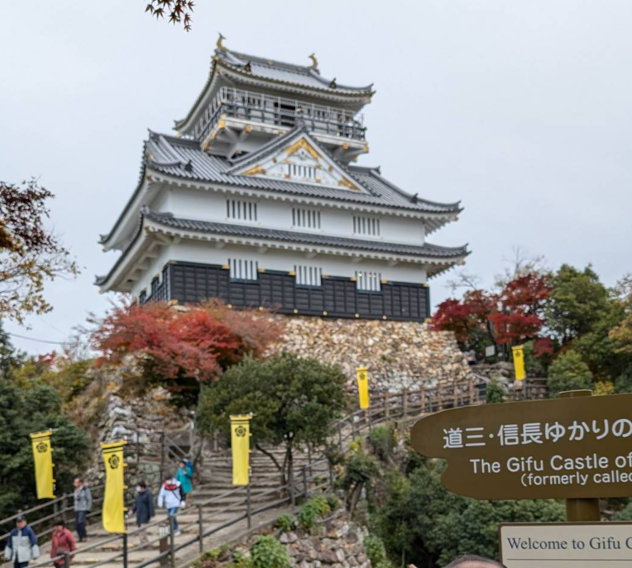 道三・信長ゆかりの
The Gifu Castle of
(formerly called
Welcome to Gifu